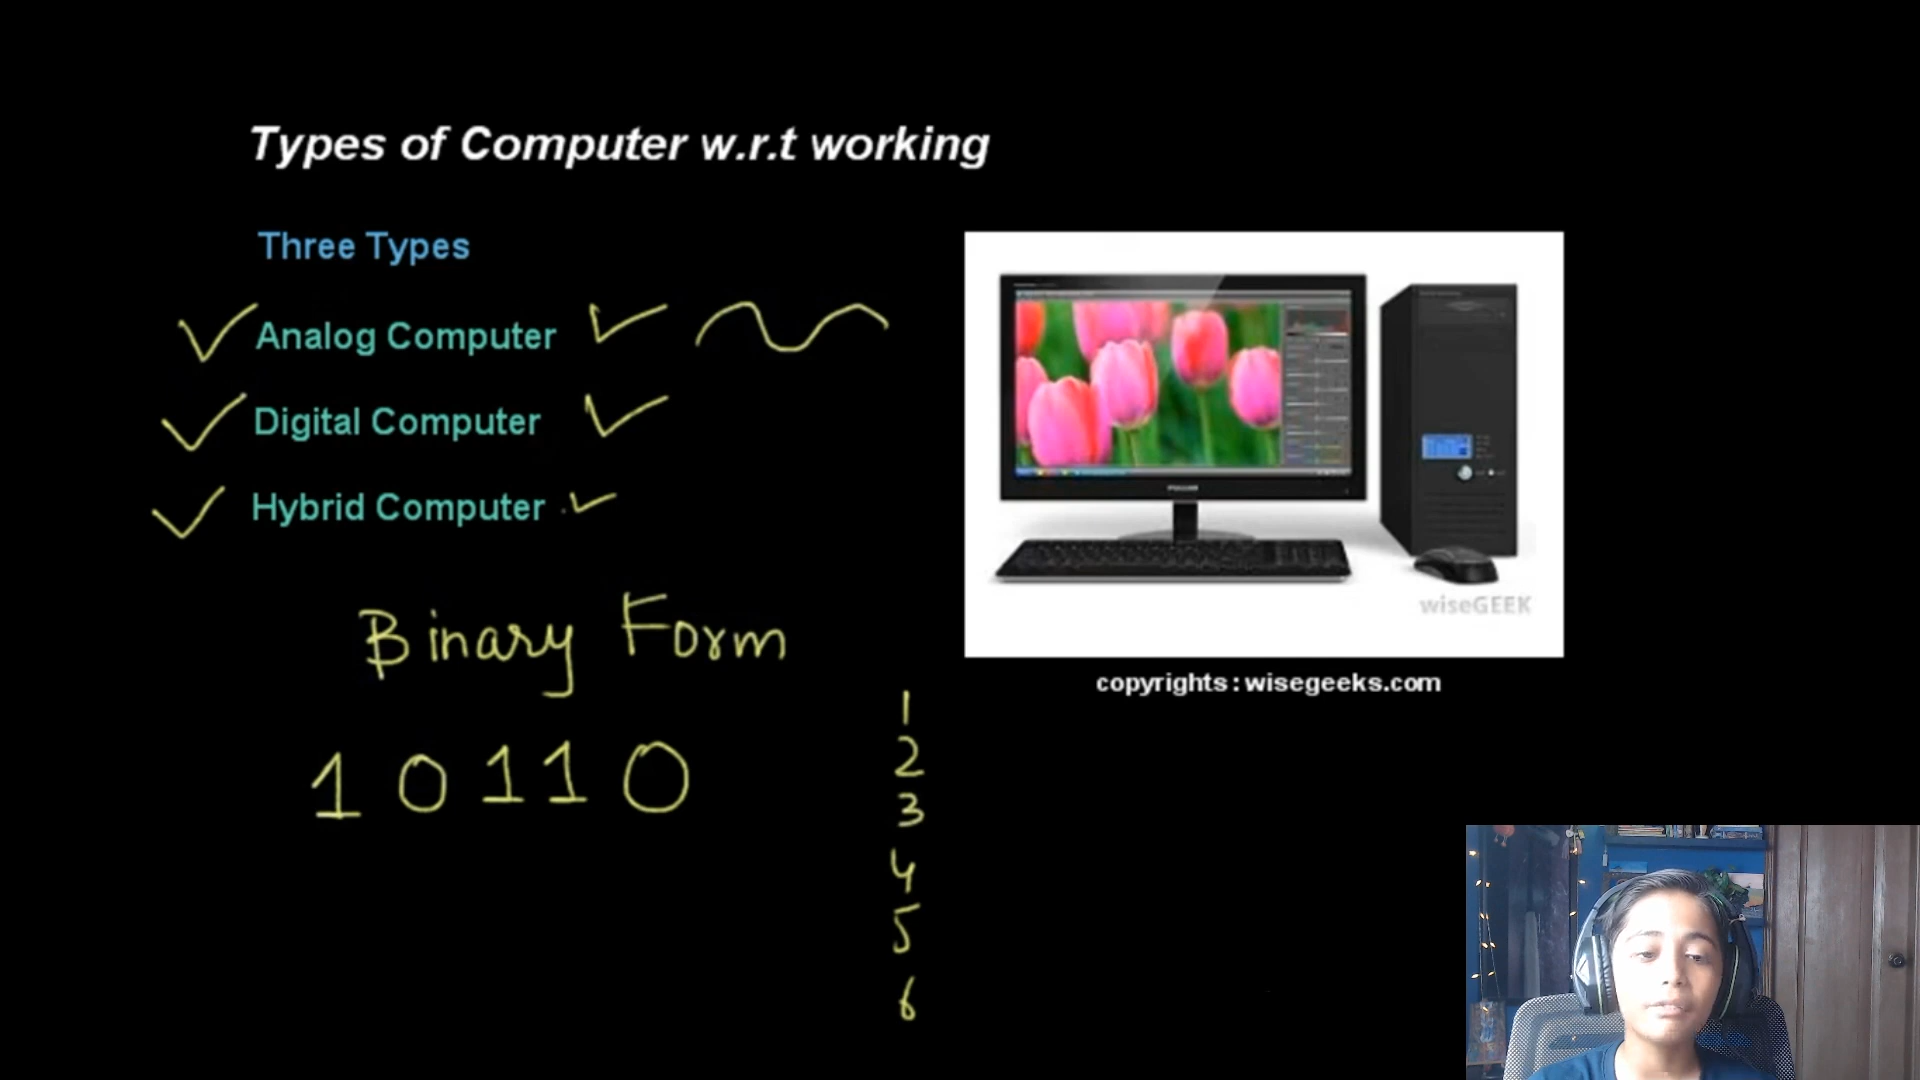 Types of Computer w.r.t working
Three Types
Analog Computer
Digital Computer
Hybrid Computer
Binary Form
1 0 1 1 0
wiseGEEK
copyrights : wisegeeks.com
1
2
3
4
5
6